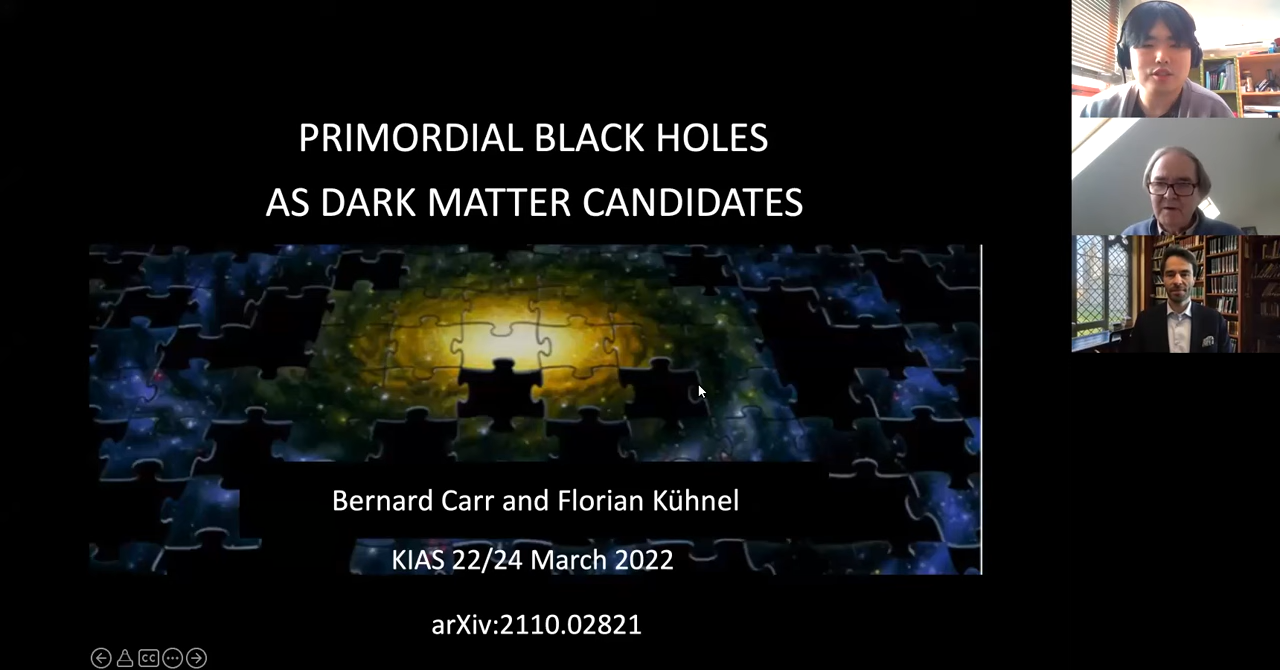 PRIMORDIAL BLACK HOLES
AS DARK MATTER CANDIDATES
Bernard Carr and Florian Kühnel
KIAS 22/24 March 2022
arXiv:2110.02821
CC